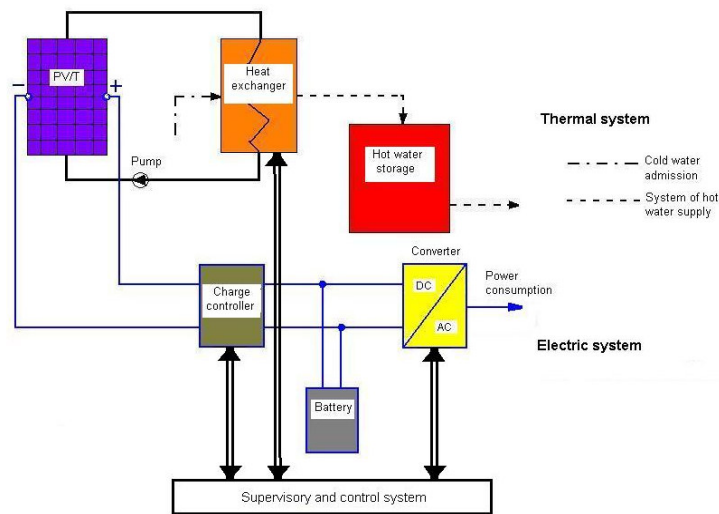 PV/T
−
+
Heat
exchanger
Pump
Hot water
storage
Thermal system
Cold water
admission
System of hot
water supply
Converter
DC
AC
Power
consumption
Charge
controller
Electric system
Battery
Supervisory and control system